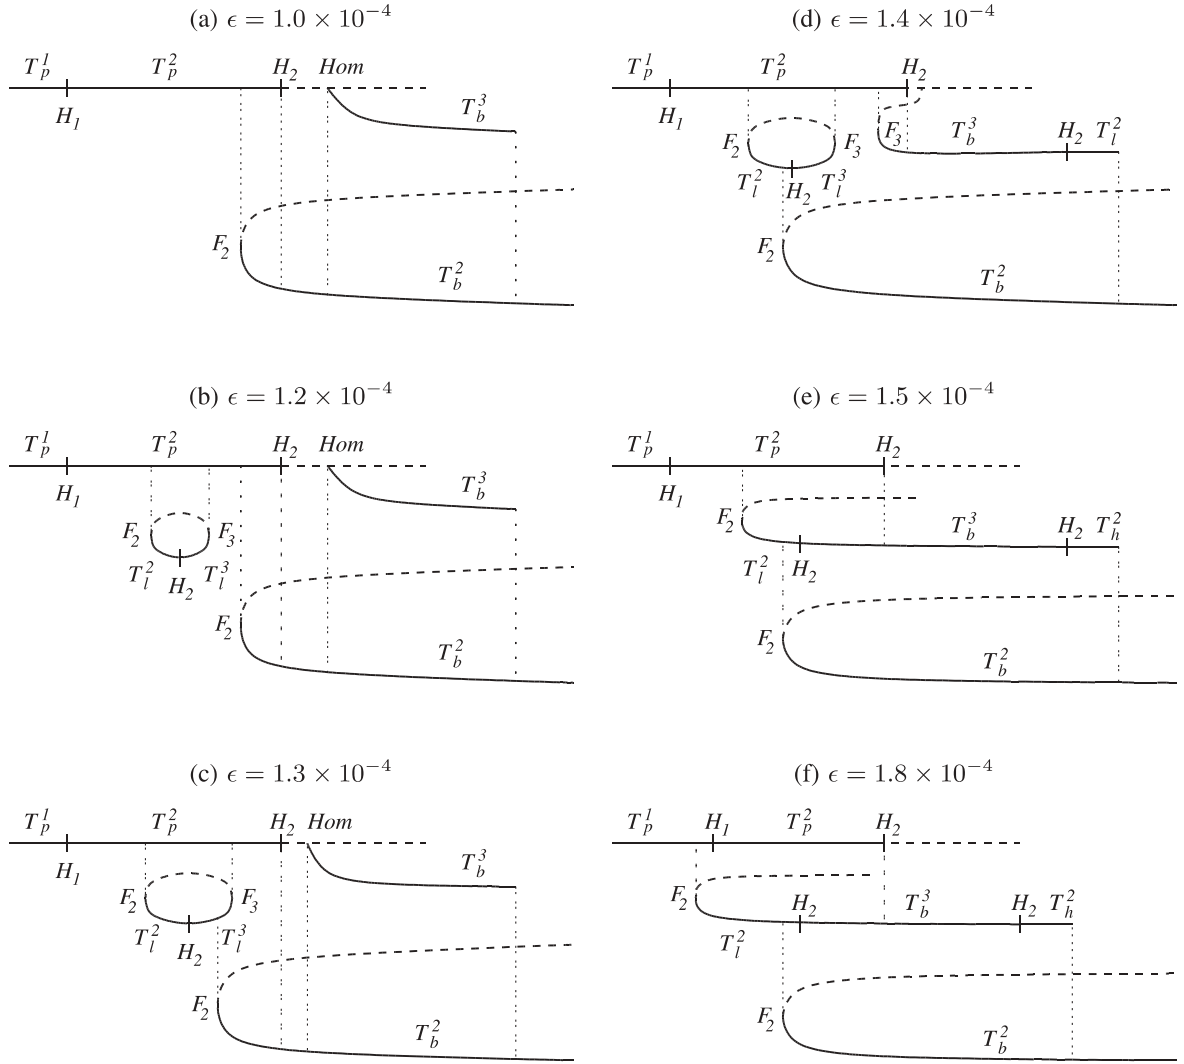 (a) ϵ = 1.0 × 10⁻⁴
T_p^1 T_p^2 H_2 Hom
H_1
T_b^3
F_2
T_b^2
(b) ϵ = 1.2 × 10⁻⁴
T_p^1 T_p^2 H_2 Hom
H_1
T_b^3
F_2 F_3
T_l^2 H_2 T_l^3
F_2
T_b^2
(c) ϵ = 1.3 × 10⁻⁴
T_p^1 T_p^2 H_2 Hom
H_1
T_b^3
F_2 F_3
T_l^2 H_2 T_l^3
F_2
T_b^2
(d) ϵ = 1.4 × 10⁻⁴
T_p^1 T_p^2 H_2
H_1
F_2 F_3 F_3 T_b^3 H_2 T_l^2
T_l^2 H_2 T_l^3
F_2
T_b^2
(e) ϵ = 1.5 × 10⁻⁴
T_p^1 T_p^2 H_2
H_1
F_2 T_b^3 H_2 T_h^2
T_l^2 H_2
F_2
T_b^2
(f) ϵ = 1.8 × 10⁻⁴
T_p^1 H_1 T_p^2 H_2
F_2 H_2 T_b^3 H_2 T_h^2
T_l^2
F_2
T_b^2